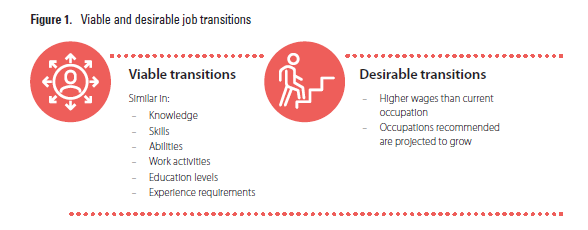 Figure 1. Viable and desirable job transitions
Viable transitions
Similar in:
– Knowledge
– Skills
– Abilities
– Work activities
– Education levels
– Experience requirements
Desirable transitions
– Higher wages than current
occupation
– Occupations recommended
are projected to grow